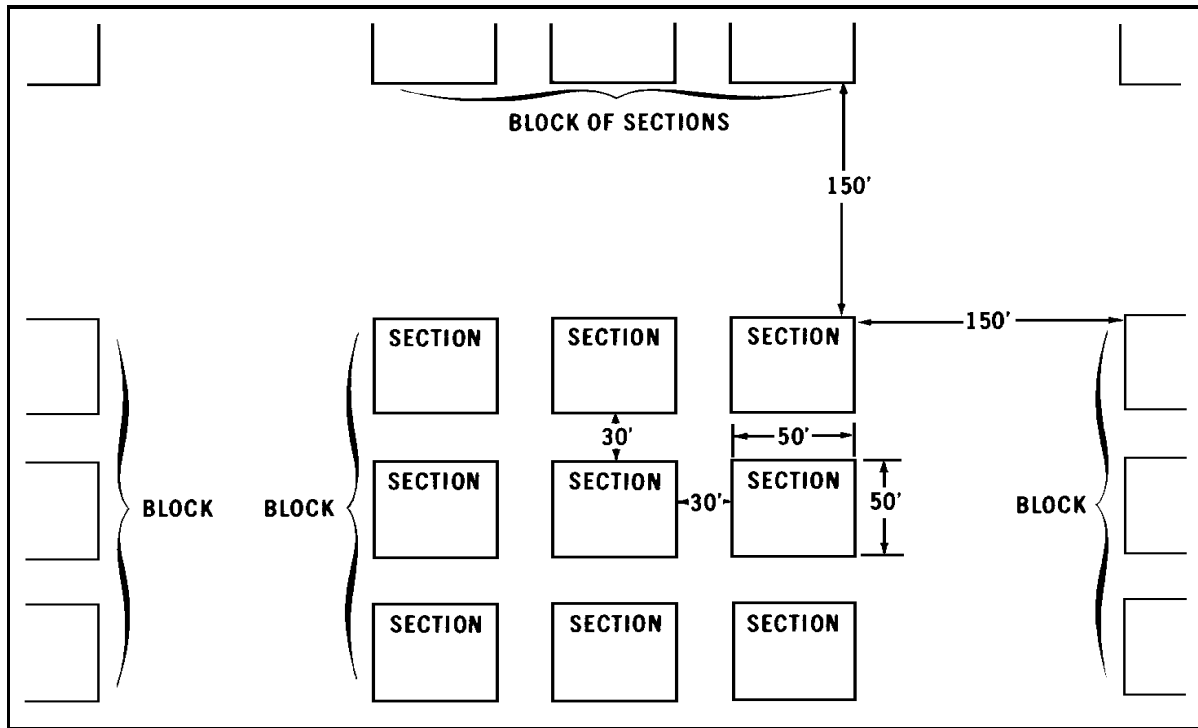 BLOCK OF SECTIONS
150'
150'
SECTION SECTION SECTION
30'
50'
SECTION SECTION SECTION
30'
50'
BLOCK BLOCK BLOCK
SECTION SECTION SECTION